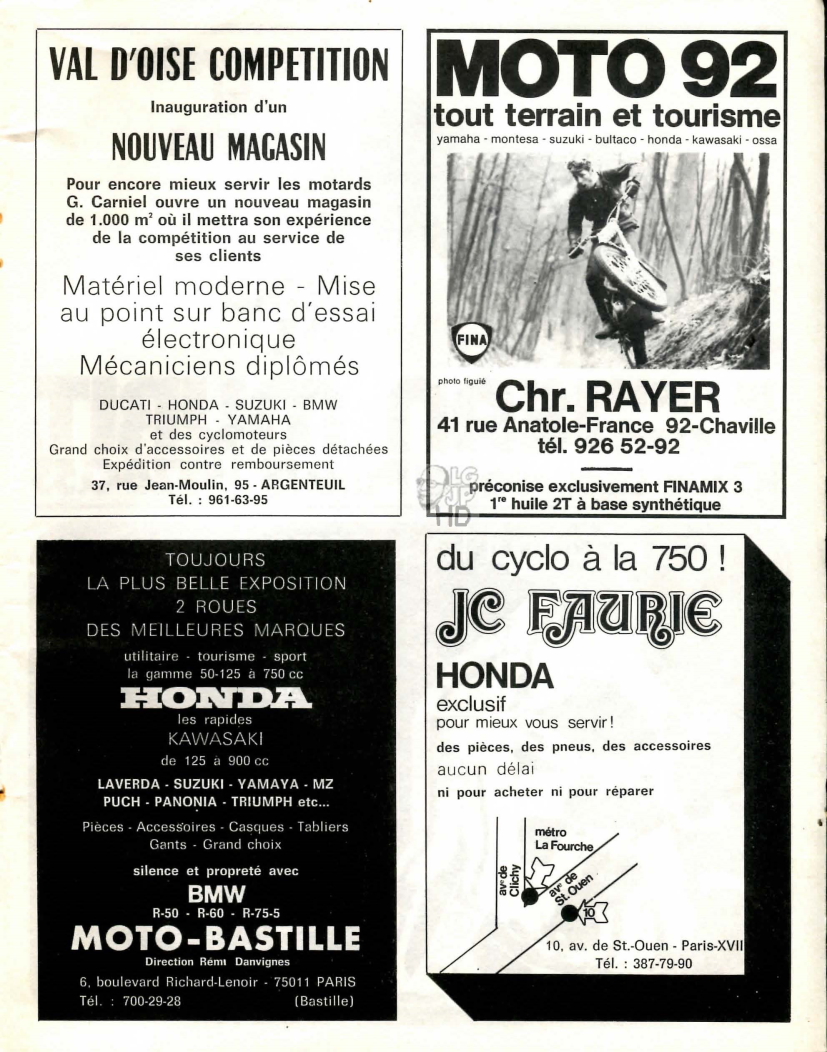 VAL D'OISE COMPETITION
Inauguration d'un
NOUVEAU MAGASIN
Pour encore mieux servir les motards
G. Carniel ouvre un nouveau magasin
de 1.000 m² où il mettra son expérience
de la compétition au service de
ses clients
Matériel moderne - Mise
au point sur banc d'essai
électronique
Mécaniciens diplômés
DUCATI - HONDA - SUZUKI - BMW
TRIUMPH - YAMAHA
et des cyclomoteurs
Grand choix d'accessoires et de pièces détachées
Expédition contre remboursement
37, rue Jean-Moulin, 95 - ARGENTEUIL
Tél. : 961-63-95
MOTO 92
tout terrain et tourisme
yamaha - montesa - suzuki - bultaco - honda - kawasaki - ossa
FINA
photo figuié
Chr. RAYER
41 rue Anatole-France 92-Chaville
tél. 926 52-92
préconise exclusivement FINAMIX 3
1re huile 2T à base synthétique
LG
JP
HD
TOUJOURS
LA PLUS BELLE EXPOSITION
2 ROUES
DES MEILLEURES MARQUES
utilitaire - tourisme - sport
la gamme 50-125 à 750 cc
HONDA
les rapides
KAWASAKI
de 125 à 900 cc
LAVERDA - SUZUKI - YAMAYA - MZ
PUCH - PANONIA - TRIUMPH etc...
Pièces - Accessoires - Casques - Tabliers
Gants - Grand choix
silence et propreté avec
BMW
R-50 - R-60 - R-75-5
MOTO-BASTILLE
Direction Rémi Danvignes
6, boulevard Richard-Lenoir - 75011 PARIS
Tél. : 700-29-28 (Bastille)
du cyclo à la 750 !
JC FAURIE
HONDA
exclusif
pour mieux vous servir!
des pièces, des pneus, des accessoires
aucun délai
ni pour acheter ni pour réparer
métro
La Fourche
ave de
Clichy
ave de
St. Ouen
10
10, av. de St.-Ouen - Paris-XVII
Tél. : 387-79-90